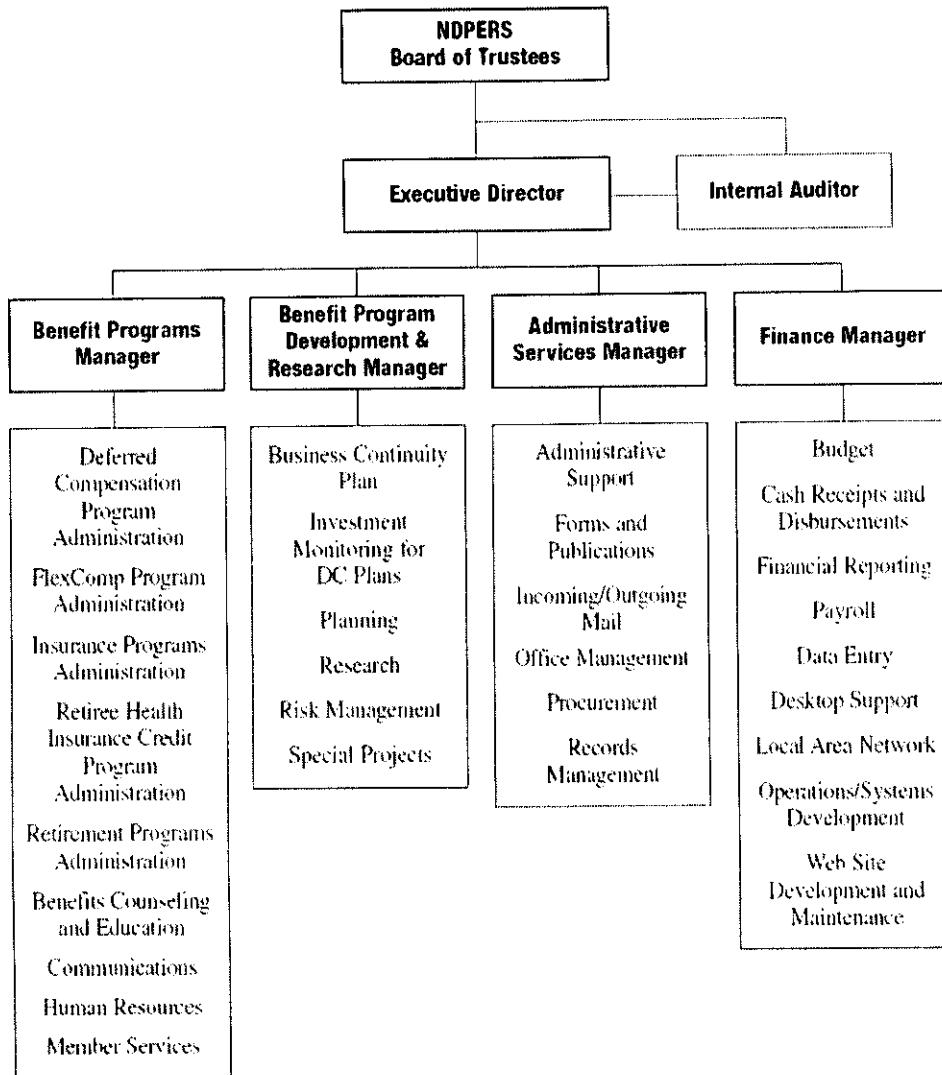 NDPERS
Board of Trustees
Executive Director
Internal Auditor
Benefit Programs
Manager
Benefit Program
Development &
Research Manager
Administrative
Services Manager
Finance Manager
Deferred
Compensation
Program
Administration
FlexComp Program
Administration
Insurance Programs
Administration
Retiree Health
Insurance Credit
Program
Administration
Retirement Programs
Administration
Benefits Counseling
and Education
Communications
Human Resources
Member Services
Business Continuity
Plan
Investment
Monitoring for
DC Plans
Planning
Research
Risk Management
Special Projects
Administrative
Support
Forms and
Publications
Incoming/Outgoing
Mail
Office Management
Procurement
Records
Management
Budget
Cash Receipts and
Disbursements
Financial Reporting
Payroll
Data Entry
Desktop Support
Local Area Network
Operations/Systems
Development
Web Site
Development and
Maintenance